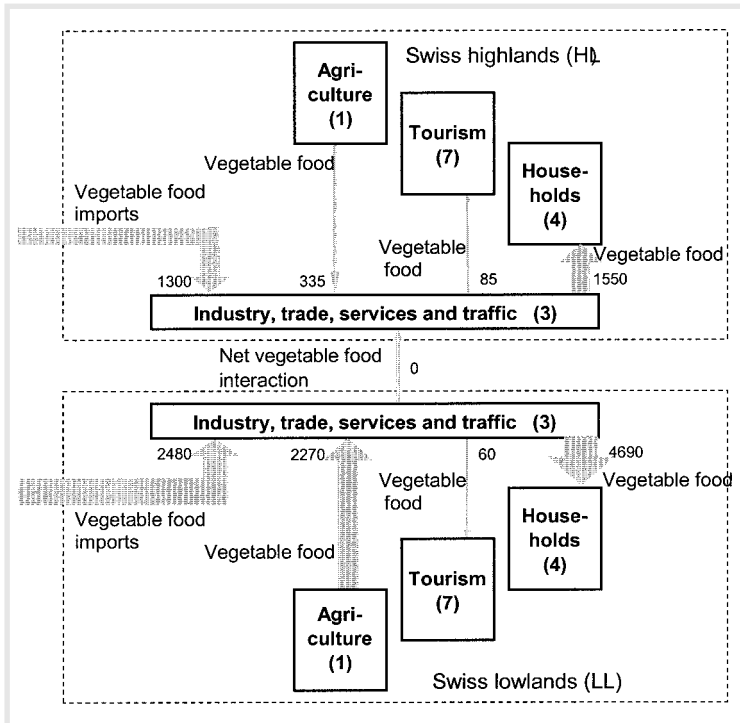 Swiss highlands (HL
Agri-
culture
(1)
Tourism
(7)
House-
holds
(4)
Vegetable food
Vegetable food
imports
Vegetable
food
Vegetable food
1300
335
85
1550
Industry, trade, services and traffic (3)
Net vegetable food
interaction
0
Industry, trade, services and traffic (3)
2480
2270
60
4690
Vegetable
food
Vegetable food
Vegetable food
imports
Vegetable food
House-
holds
(4)
Tourism
(7)
Agri-
culture
(1)
Swiss lowlands (LL)